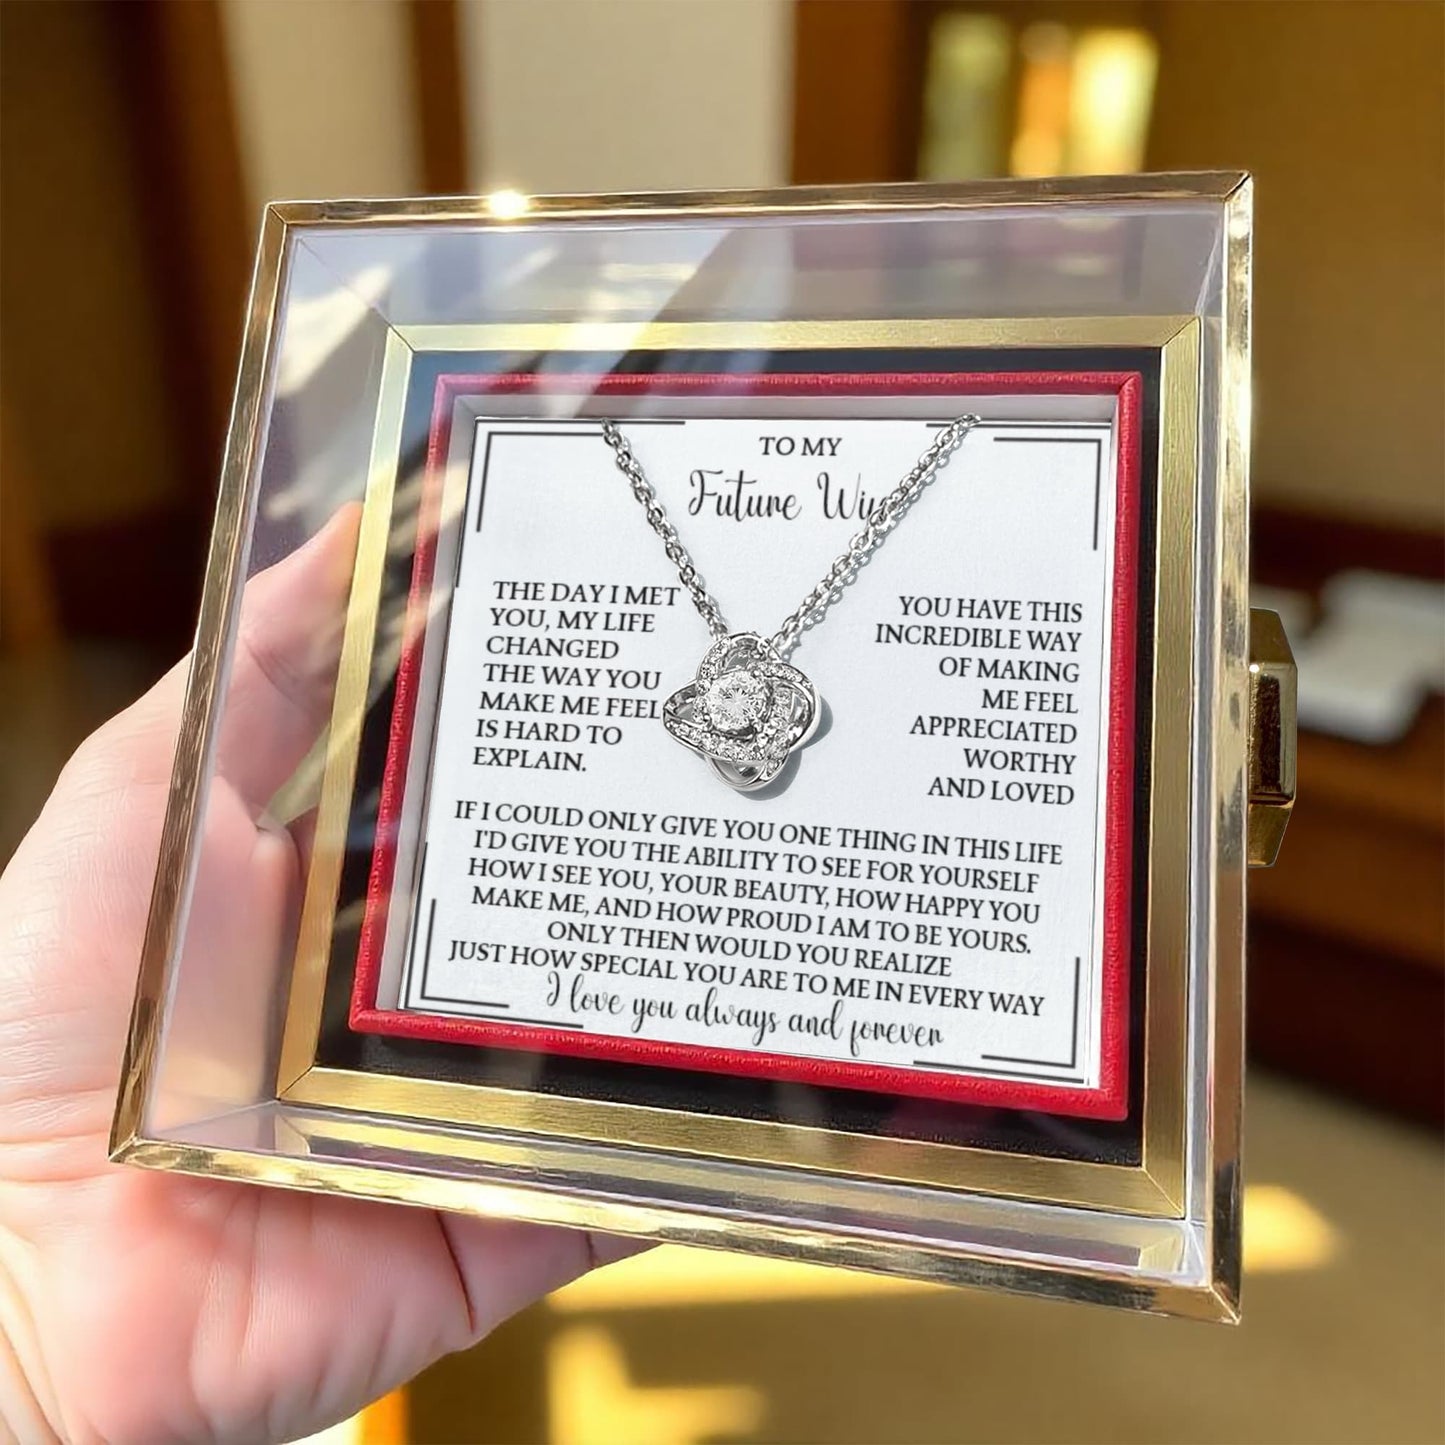 TO MY
Future Wi
THE DAY I MET
YOU, MY LIFE
CHANGED
THE WAY YOU
MAKE ME FEEL
IS HARD TO
EXPLAIN.
YOU HAVE THIS
INCREDIBLE WAY
OF MAKING
ME FEEL
APPRECIATED
WORTHY
AND LOVED
IF I COULD ONLY GIVE YOU ONE THING IN THIS LIFE
I'D GIVE YOU THE ABILITY TO SEE FOR YOURSELF
HOW I SEE YOU, YOUR BEAUTY, HOW HAPPY YOU
MAKE ME, AND HOW PROUD I AM TO BE YOURS.
ONLY THEN WOULD YOU REALIZE
JUST HOW SPECIAL YOU ARE TO ME IN EVERY WAY
I love you always and forever